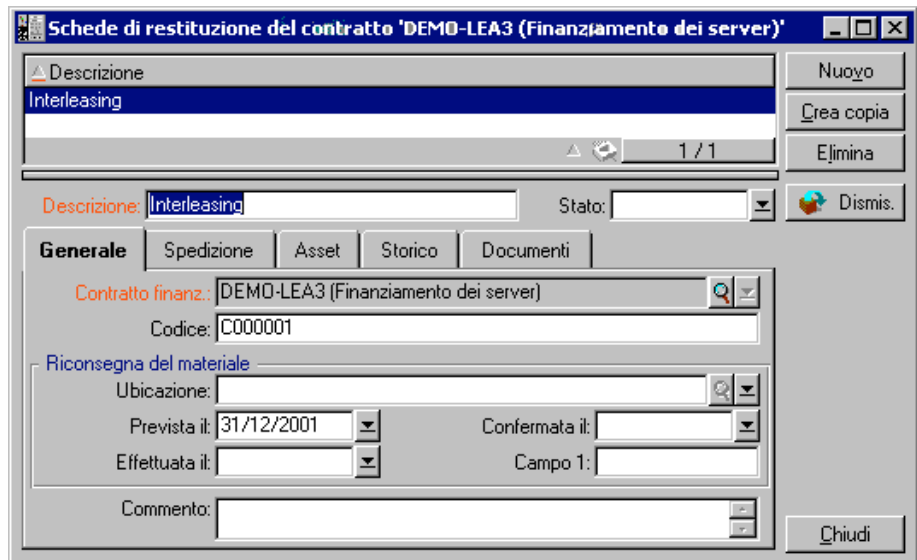 Schede di restituzione del contratto 'DEMO-LEA3 (Finanziamento dei server)'
Descrizione
Nuovo
Interleasing
Crea copia
1 / 1
Elimina
Descrizione: Interleasing Stato:
Dismis.
Generale Spedizione Asset Storico Documenti
Contratto finanz.: DEMO-LEA3 (Finanziamento dei server)
Codice: C000001
Riconsegna del materiale
Ubicazione:
Prevista il: 31/12/2001 Confermata il:
Effettuata il: Campo 1:
Commento:
Chiudi